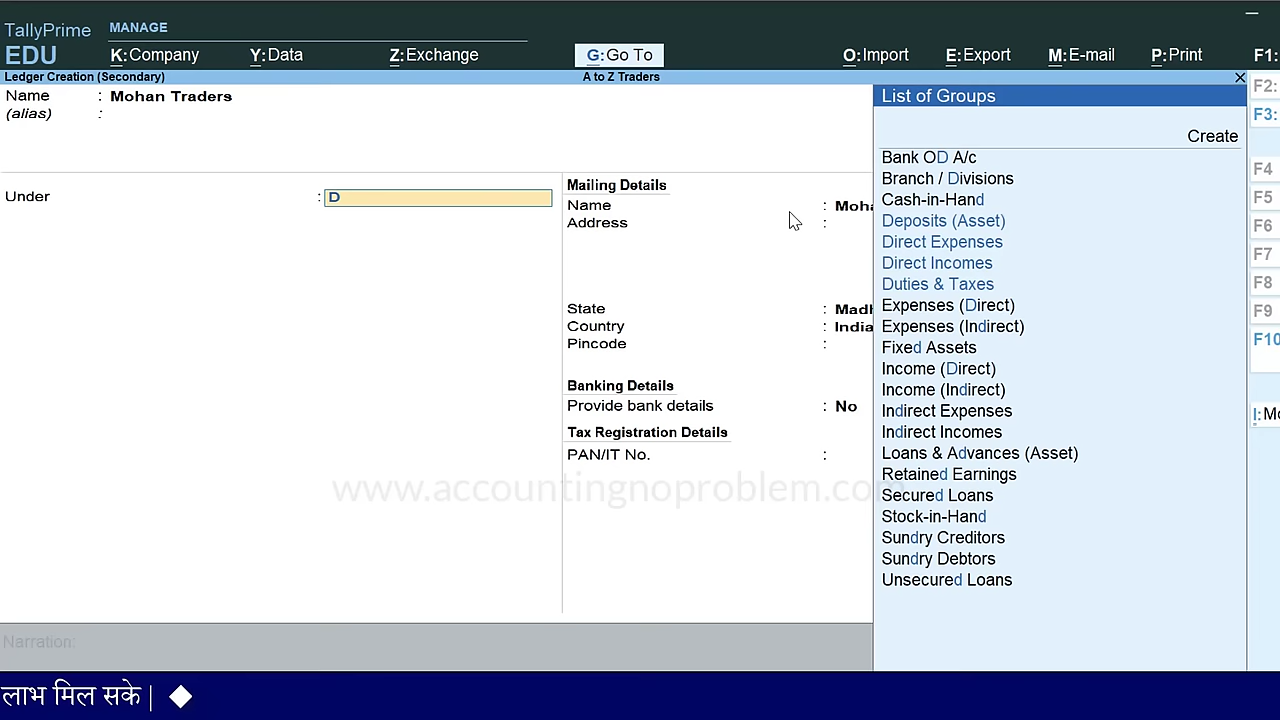 TallyPrime
EDU
MANAGE
K:Company Y:Data Z:Exchange G:Go To O:Import E:Export M:E-mail P:Print F1:
Ledger Creation (Secondary) A to Z Traders
Name : Mohan Traders
(alias) :
Under : D
Mailing Details
Name :
Address :
State :
Country : India
Pincode :
Banking Details
Provide bank details : No
Tax Registration Details
PAN/IT No. :
List of Groups
Create
Bank OD A/c
Branch / Divisions
Cash-in-Hand
Deposits (Asset)
Direct Expenses
Direct Incomes
Duties & Taxes
Expenses (Direct)
Expenses (Indirect)
Fixed Assets
Income (Direct)
Income (Indirect)
Indirect Expenses
Indirect Incomes
Loans & Advances (Asset)
Retained Earnings
Secured Loans
Stock-in-Hand
Sundry Creditors
Sundry Debtors
Unsecured Loans
F2:
F3:
F4
F5
F6
F7
F8
F9
F10
www.accountingnoproblem.com
Narration:
लाभ मिल सके |